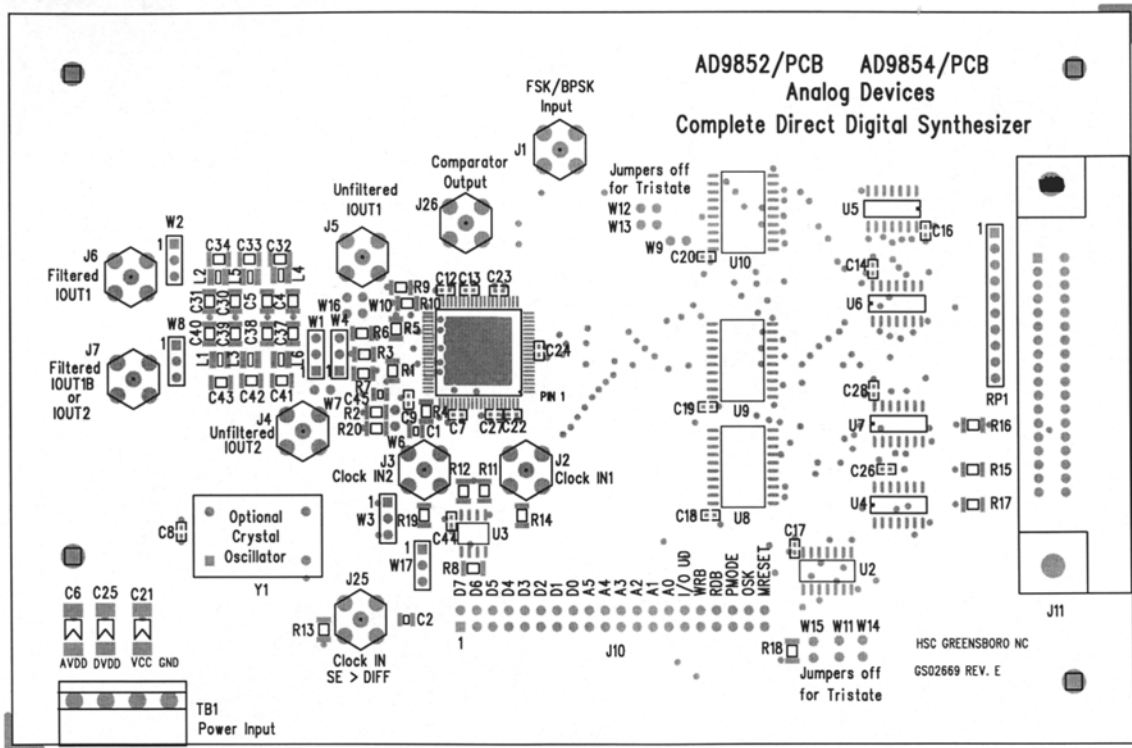 AD9852/PCB AD9854/PCB
Analog Devices
Complete Direct Digital Synthesizer
FSK/BPSK
Input
J1
Comparator
Output
J26
Unfiltered
IOUT1
J5
Jumpers off
for Tristate
W12
W13
W9
C20
U10
U5
C16
C14
U6
1
RP1
J6
Filtered
IOUT1
W2
1
C34 C33 C32
L2 L5 L4
C31 C30 C5 C4
C40 C39 C38 C37
L1 L3 L6
C43 C42 C41
W8
1
J7
Filtered
IOUT1B
or
IOUT2
W16
W1 W4
1 1
W10
R9
R10
R6
R5
R3
R1
R7
C45
R2
R20
C9
R4
C1
W7
W6
C12 C13 C23
C24
PIN 1
C7 C27 C22
J4
Unfiltered
IOUT2
C19
U9
C28
U7
R16
C26
R15
U4
R17
C18
U8
J3
Clock IN2
R12 R11
J2
Clock IN1
1
W3
R19
C44
U3
R14
1
W17
R8
C8
Optional
Crystal
Oscillator
Y1
C17
U2
J11
D7 D6 D5 D4 D3 D2 D1 D0 A5 A4 A3 A2 A1 A0 I/O UD WRB RDB PMODE OSK MRESET
1
J10
J25
R13
C2
Clock IN
SE > DIFF
C6 C25 C21
AVDD DVDD VCC GND
TB1
Power Input
R18
W15 W11 W14
Jumpers off
for Tristate
HSC GREENSBORO NC
GS02669 REV. E